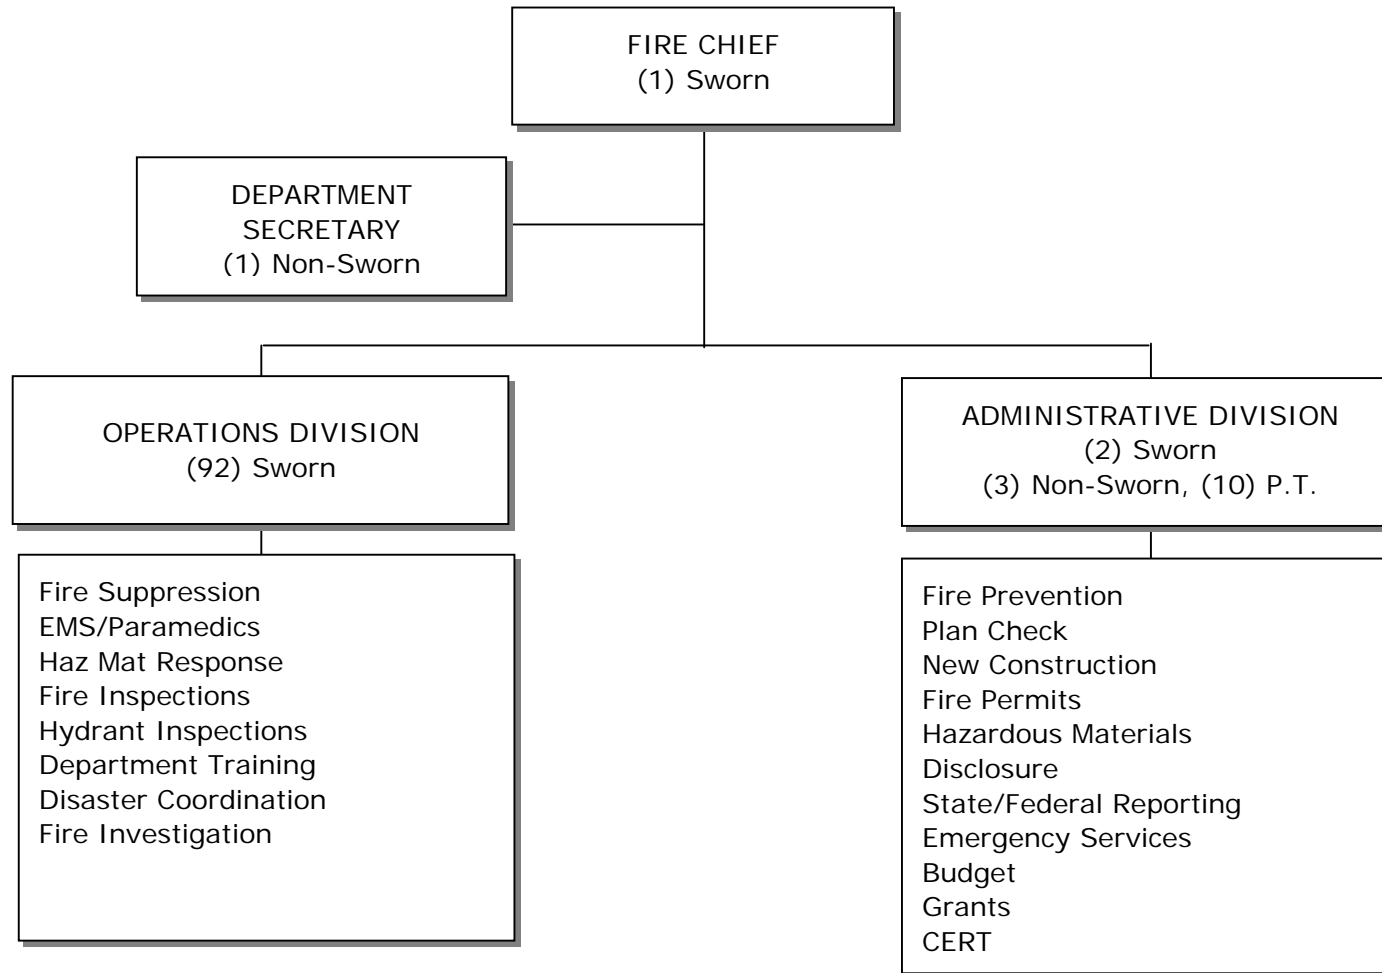 FIRE CHIEF
(1) Sworn
DEPARTMENT
SECRETARY
(1) Non-Sworn
OPERATIONS DIVISION
(92) Sworn
ADMINISTRATIVE DIVISION
(2) Sworn
(3) Non-Sworn, (10) P.T.
Fire Suppression
EMS/Paramedics
Haz Mat Response
Fire Inspections
Hydrant Inspections
Department Training
Disaster Coordination
Fire Investigation
Fire Prevention
Plan Check
New Construction
Fire Permits
Hazardous Materials
Disclosure
State/Federal Reporting
Emergency Services
Budget
Grants
CERT